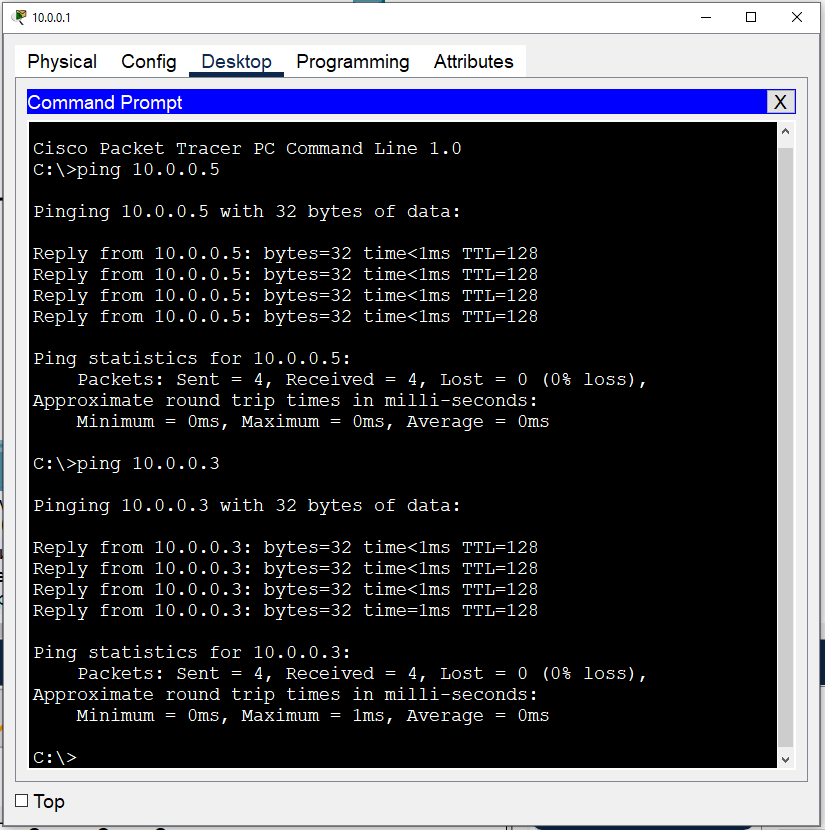 10.0.0.1
Physical Config Desktop Programming Attributes
Command Prompt X
Cisco Packet Tracer PC Command Line 1.0
C:\>ping 10.0.0.5
Pinging 10.0.0.5 with 32 bytes of data:
Reply from 10.0.0.5: bytes=32 time<1ms TTL=128
Reply from 10.0.0.5: bytes=32 time<1ms TTL=128
Reply from 10.0.0.5: bytes=32 time<1ms TTL=128
Reply from 10.0.0.5: bytes=32 time<1ms TTL=128
Ping statistics for 10.0.0.5:
    Packets: Sent = 4, Received = 4, Lost = 0 (0% loss),
Approximate round trip times in milli-seconds:
    Minimum = 0ms, Maximum = 0ms, Average = 0ms
C:\>ping 10.0.0.3
Pinging 10.0.0.3 with 32 bytes of data:
Reply from 10.0.0.3: bytes=32 time<1ms TTL=128
Reply from 10.0.0.3: bytes=32 time<1ms TTL=128
Reply from 10.0.0.3: bytes=32 time<1ms TTL=128
Reply from 10.0.0.3: bytes=32 time=1ms TTL=128
Ping statistics for 10.0.0.3:
    Packets: Sent = 4, Received = 4, Lost = 0 (0% loss),
Approximate round trip times in milli-seconds:
    Minimum = 0ms, Maximum = 1ms, Average = 0ms
C:\>
Top